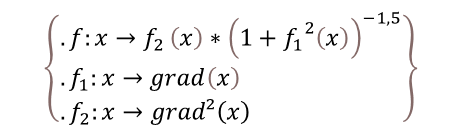 . f: x → f₂ (x) ∗ (1 + f₁²(x))⁻¹,⁵
. f₁: x → grad(x)
. f₂: x → grad²(x)